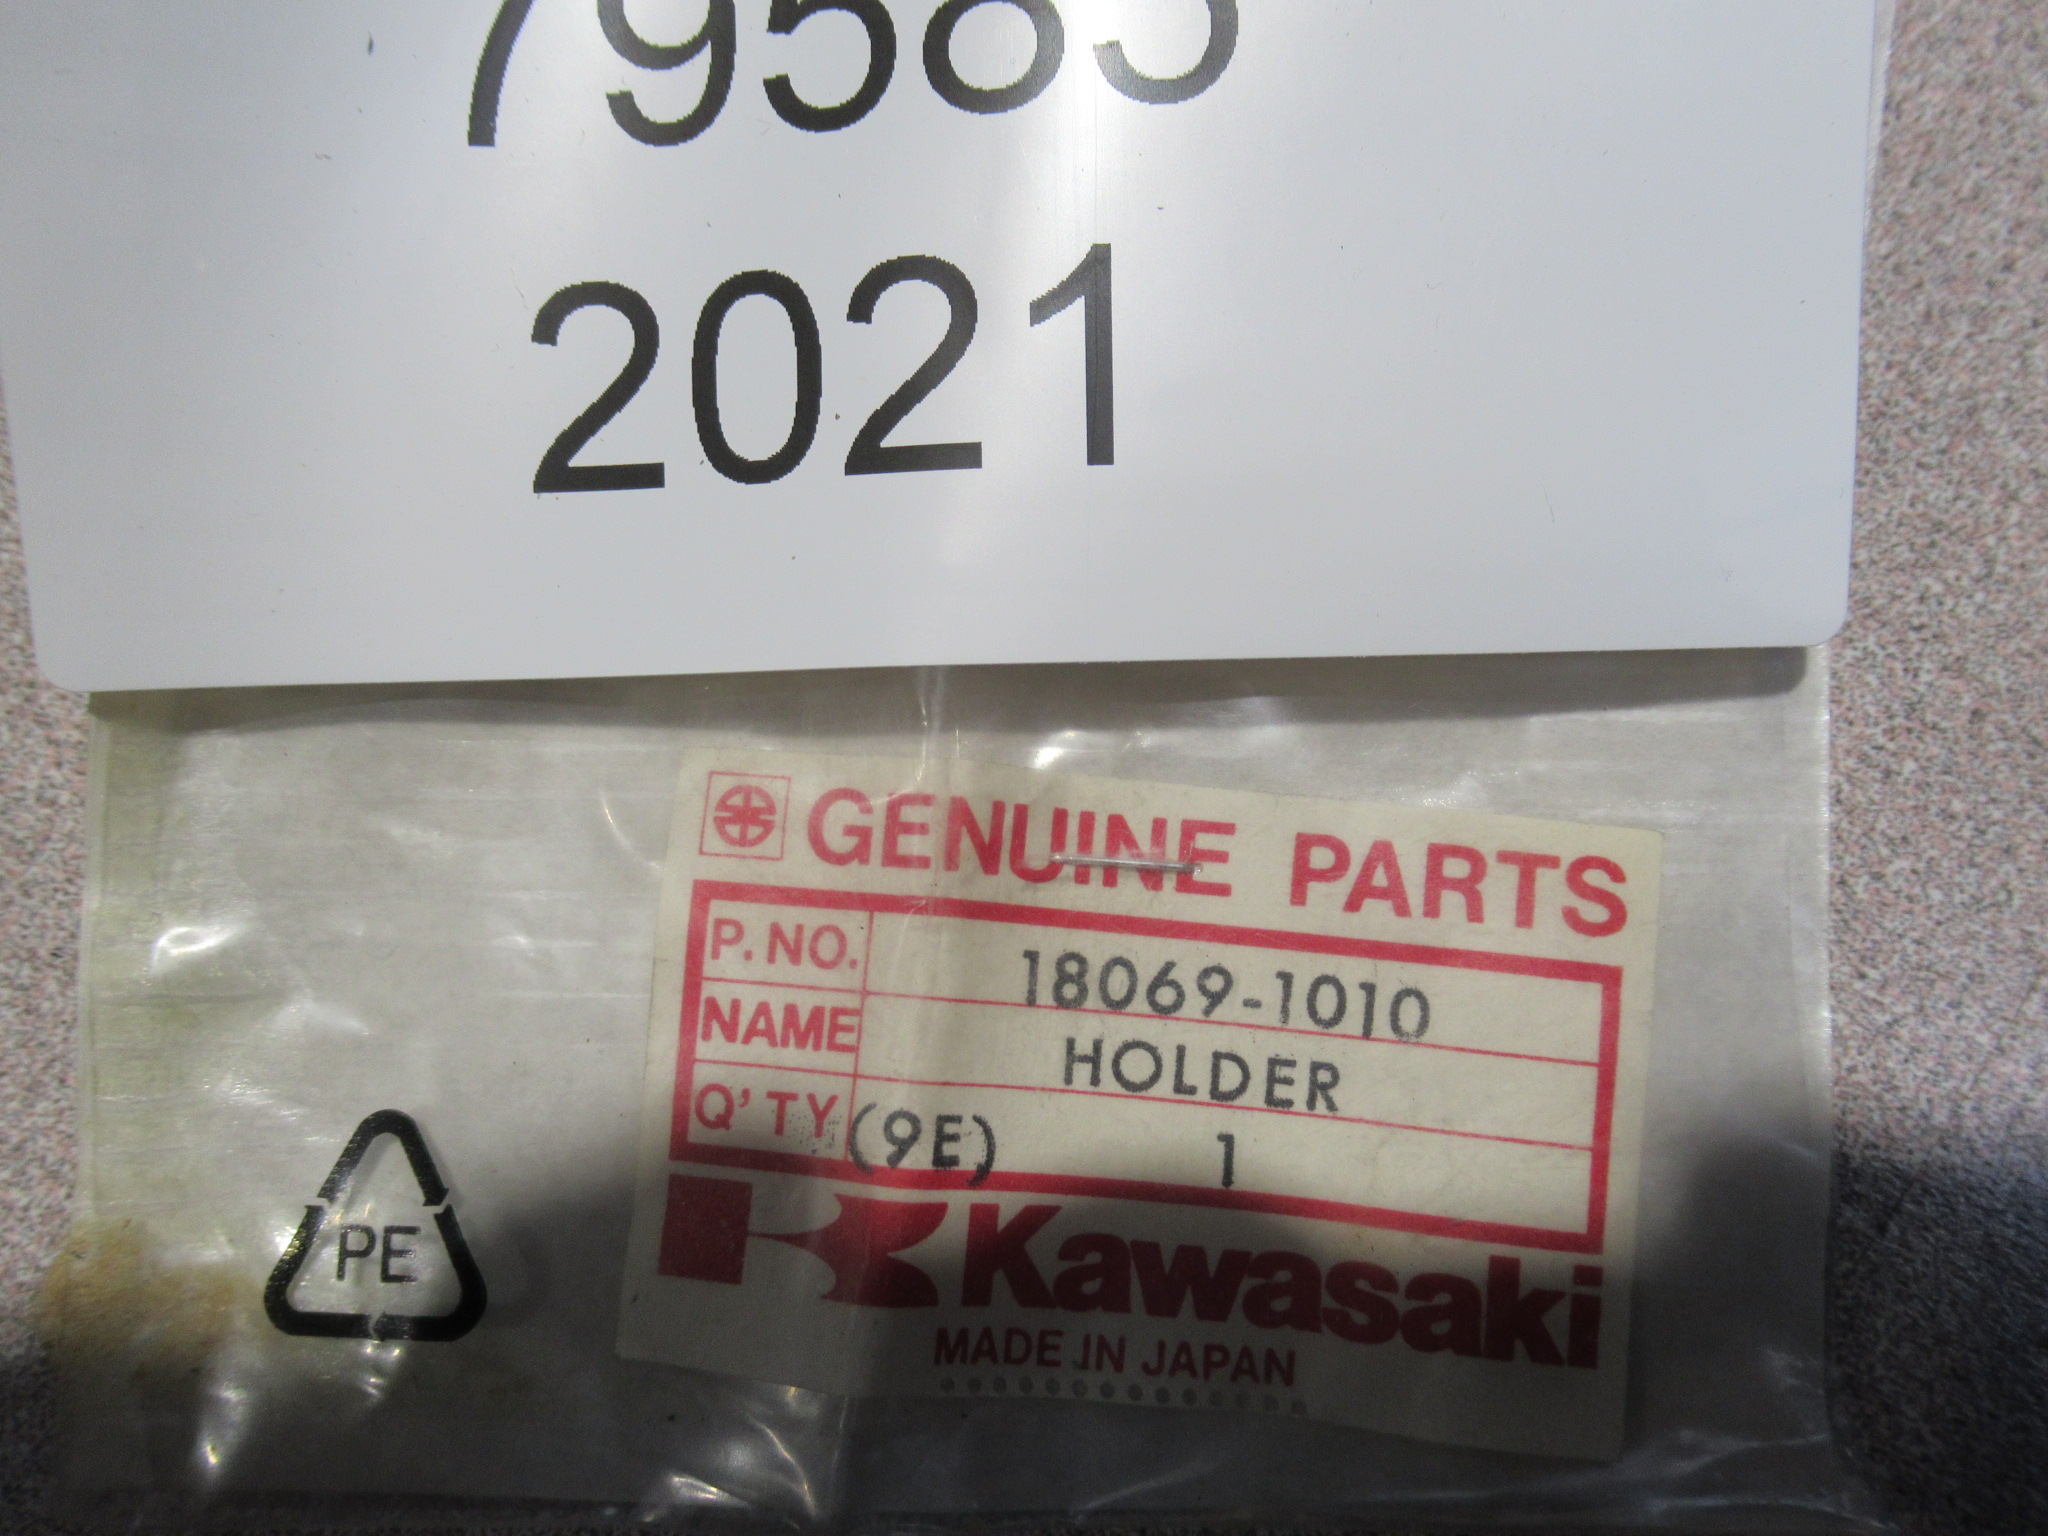 2021
GENUINE PARTS
P. NO. 18069-1010
NAME HOLDER
Q'TY (9E) 1
Kawasaki
MADE IN JAPAN
PE